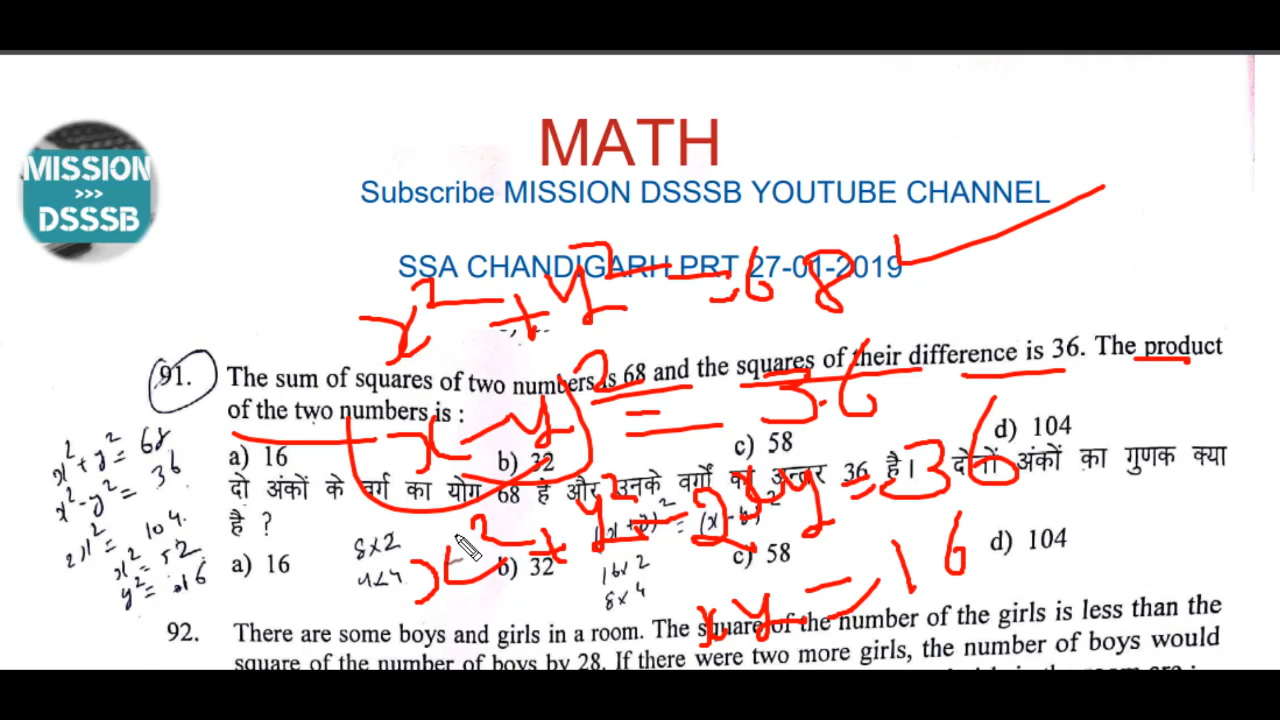 MATH
MISSION
>>>
DSSSB
Subscribe MISSION DSSSB YOUTUBE CHANNEL
SSA CHANDIGARH PRT 27-01-2019
x² + y² = 68
91. The sum of squares of two numbers is 68 and the squares of their difference is 36. The product
of the two numbers is :
(x - y)² = 36
a) 16 b) 32 c) 58 d) 104
x² + y² = 68
x² - y² = 36
2x² = 104
x² = 52
y² = 16
दो अंकों के वर्ग का योग 68 है और उनके वर्गों का अन्तर 36 है। दोनों अंकों का गुणक क्या
है ?
x² + y² - 2xy = 36
(x + y)² = (x - y)²
8x2
4x4
a) 16 b) 32 c) 58 d) 104
16x2
8x4
xy = 16
92. There are some boys and girls in a room. The square of the number of the girls is less than the
square of the number of boys by 28. If there were two more girls, the number of boys would